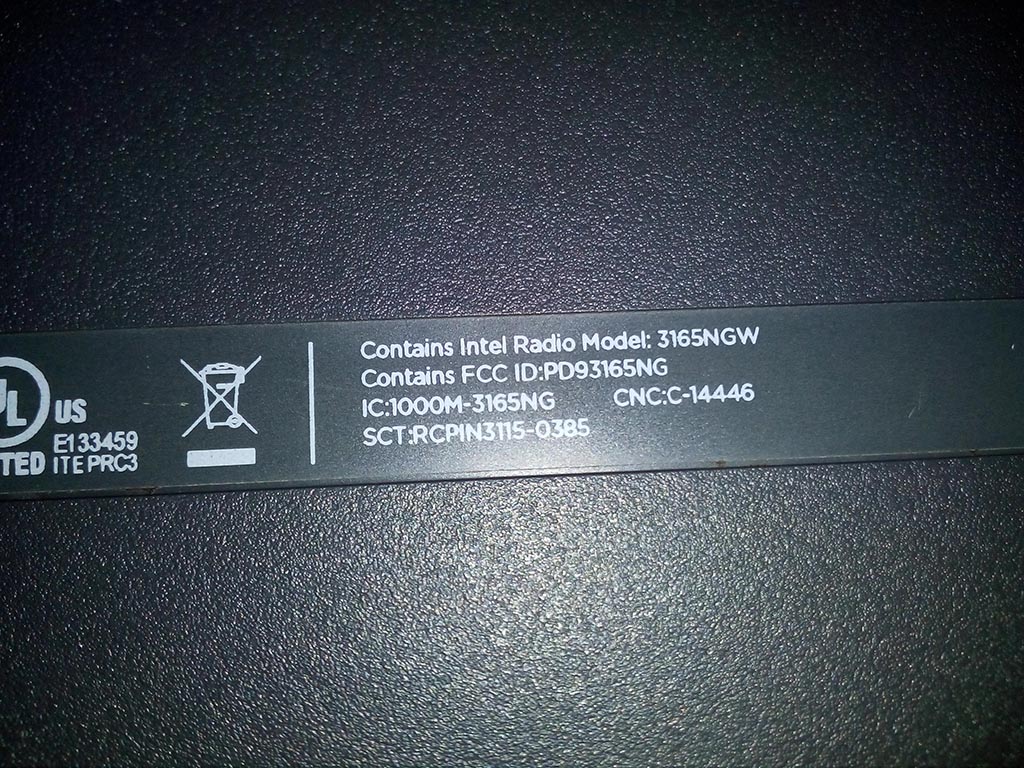 UL US
E133459
TED ITE PRC3
Contains Intel Radio Model: 3165NGW
Contains FCC ID:PD93165NG
IC:1000M-3165NG CNC:C-14446
SCT:RCPIN3115-0385